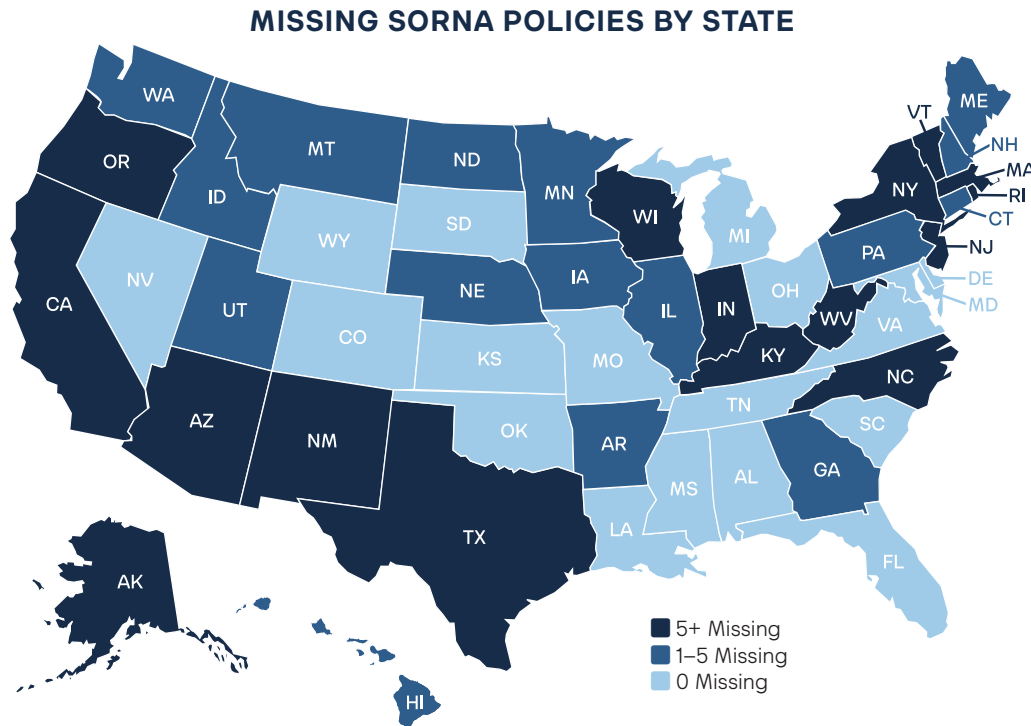 MISSING SORNA POLICIES BY STATE
WA
MT
ND
MN
ME
VT
NH
MA
RI
CT
OR
ID
SD
WI
MI
NY
WY
NJ
PA
DE
MD
NV
NE
IA
OH
IL
IN
CA
UT
CO
WV
VA
KS
MO
KY
NC
TN
AZ
NM
OK
AR
SC
MS
AL
GA
LA
TX
FL
AK
HI
5+ Missing
1–5 Missing
0 Missing